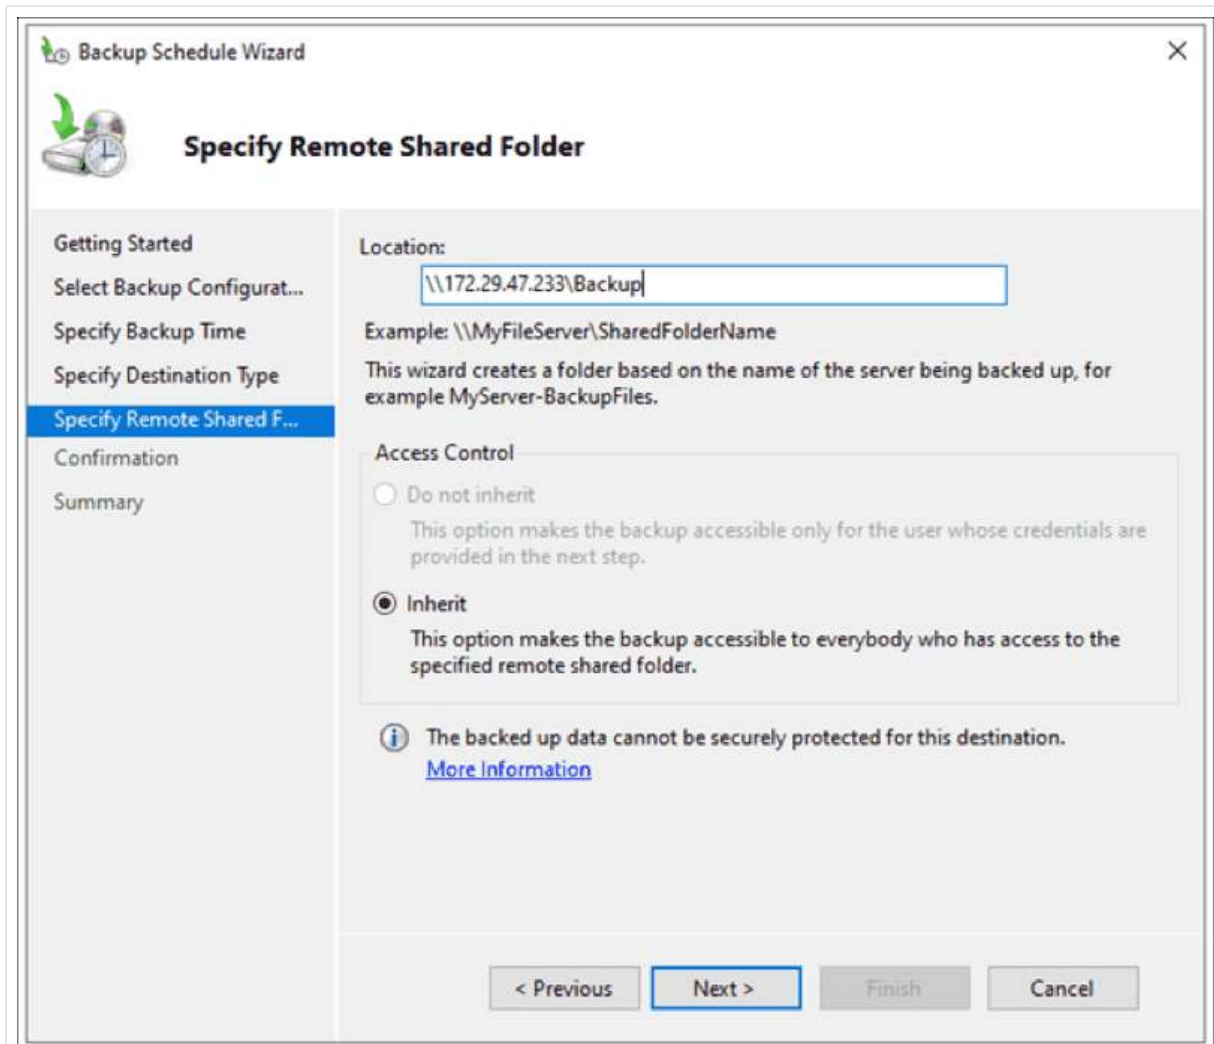 Backup Schedule Wizard
Specify Remote Shared Folder
Getting Started
Select Backup Configurat...
Specify Backup Time
Specify Destination Type
Specify Remote Shared F...
Confirmation
Summary
Location:
\\172.29.47.233\Backup
Example: \\MyFileServer\SharedFolderName
This wizard creates a folder based on the name of the server being backed up, for
example MyServer-BackupFiles.
Access Control
Do not inherit
This option makes the backup accessible only for the user whose credentials are
provided in the next step.
Inherit
This option makes the backup accessible to everybody who has access to the
specified remote shared folder.
The backed up data cannot be securely protected for this destination.
More Information
< Previous
Next >
Finish
Cancel